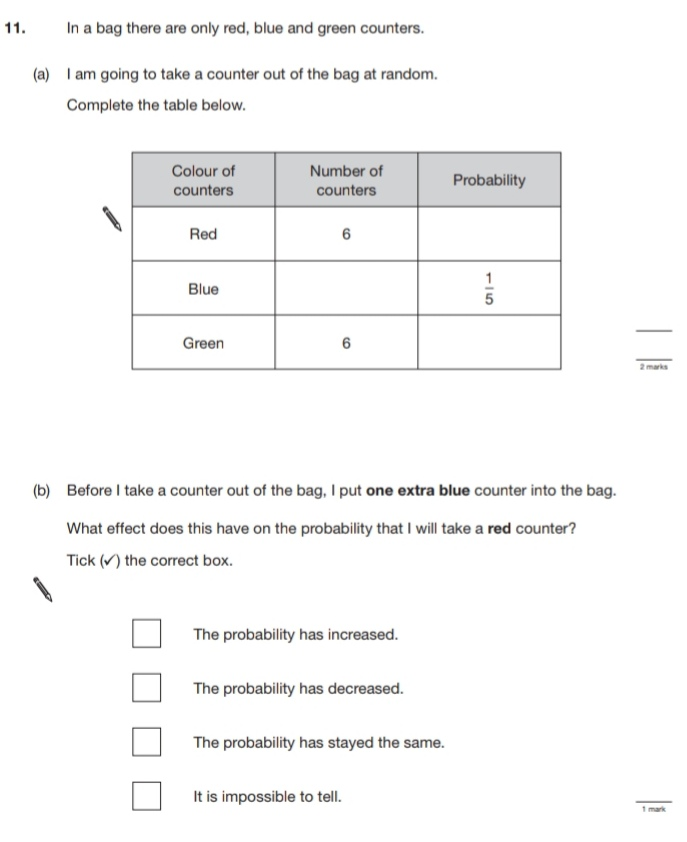 11. In a bag there are only red, blue and green counters.
(a) I am going to take a counter out of the bag at random.
Complete the table below.
Colour of counters Number of counters Probability
Red 6
Blue 1/5
Green 6
2 marks
(b) Before I take a counter out of the bag, I put one extra blue counter into the bag.
What effect does this have on the probability that I will take a red counter?
Tick (✓) the correct box.
The probability has increased.
The probability has decreased.
The probability has stayed the same.
It is impossible to tell.
1 mark